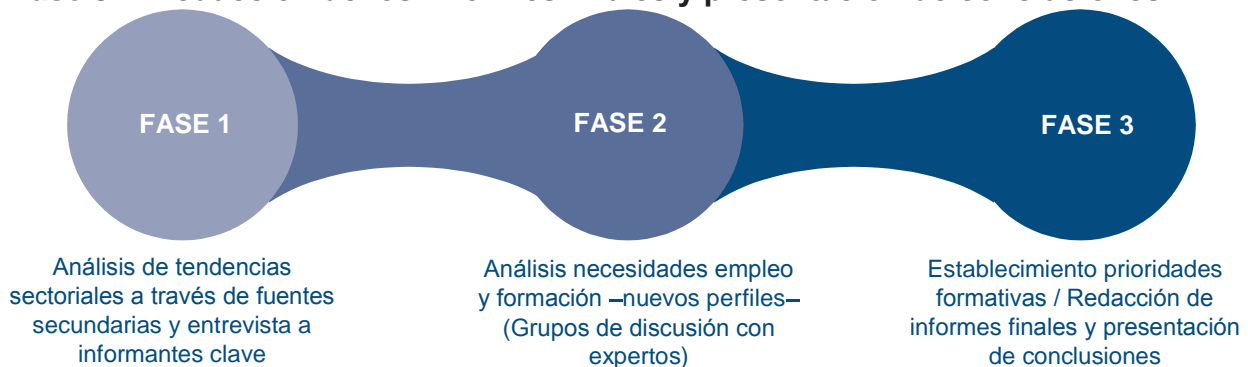 FASE 1
FASE 2
FASE 3
Análisis de tendencias
sectoriales a través de fuentes
secundarias y entrevista a
informantes clave
Análisis necesidades empleo
y formación –nuevos perfiles–
(Grupos de discusión con
expertos)
Establecimiento prioridades
formativas / Redacción de
informes finales y presentación
de conclusiones